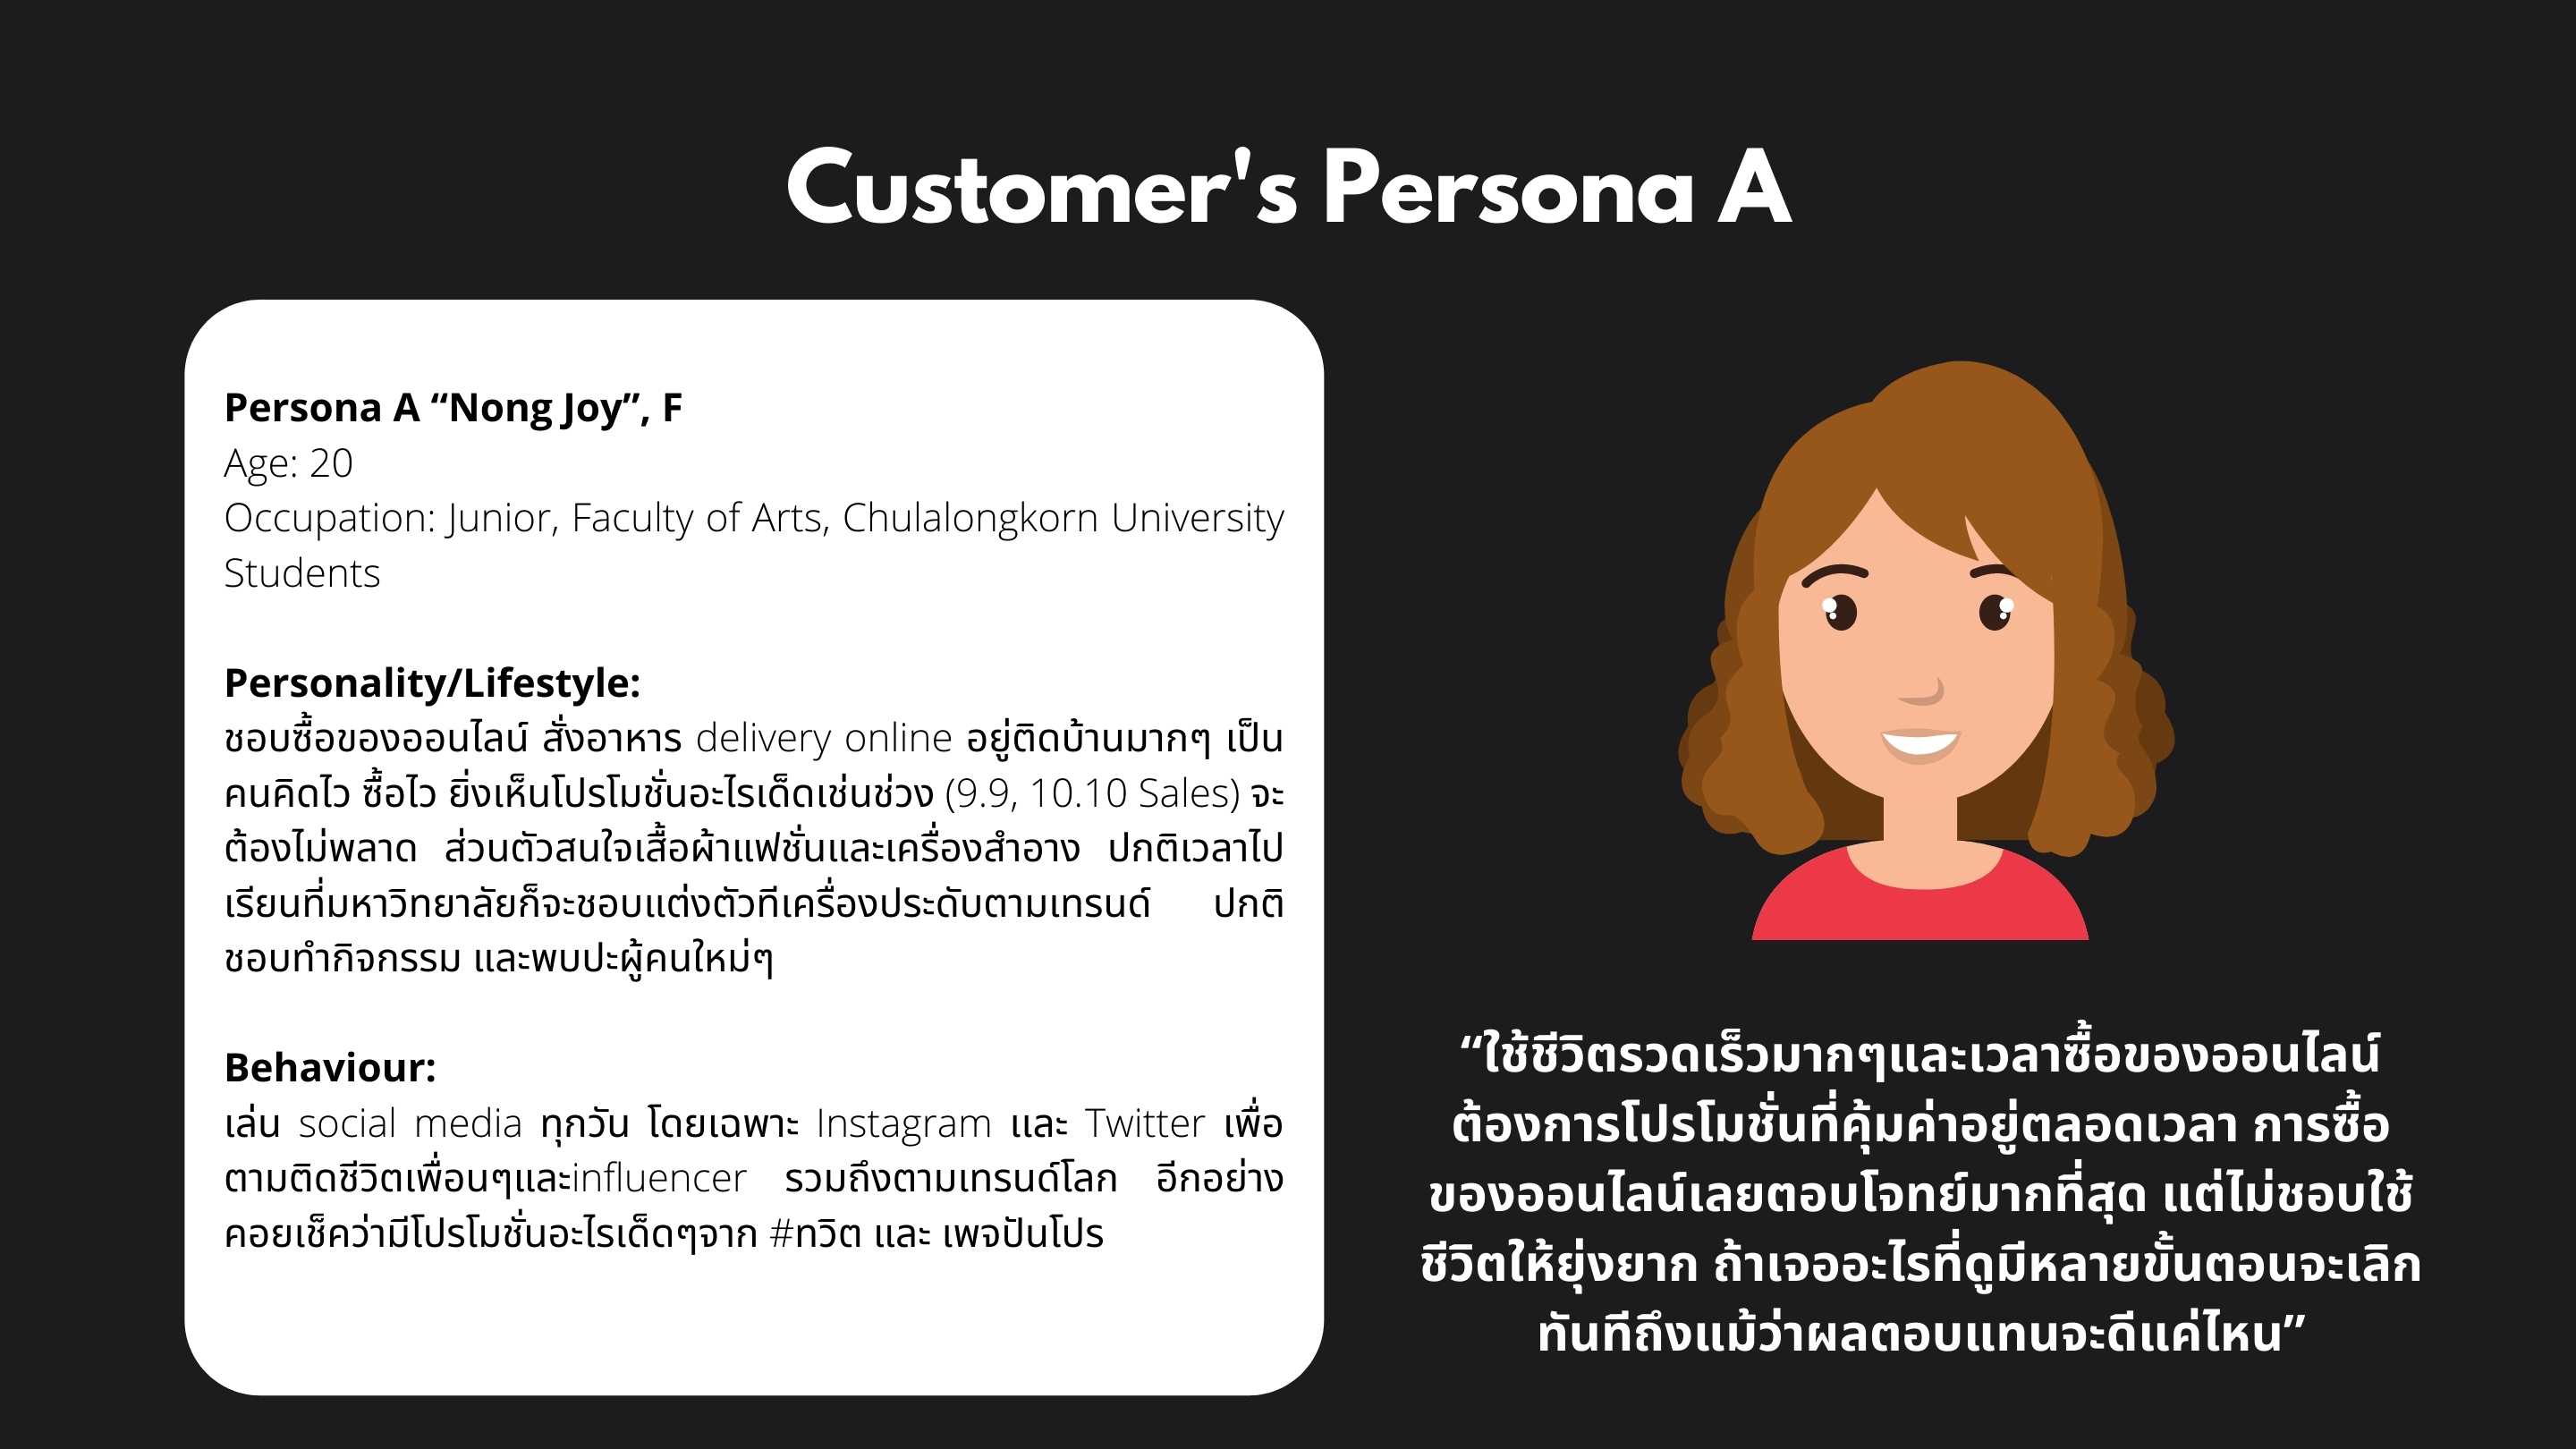 Customer's Persona A
Persona A “Nong Joy”, F
Age: 20
Occupation: Junior, Faculty of Arts, Chulalongkorn University
Students
Personality/Lifestyle:
ชอบซื้อของออนไลน์ สั่งอาหาร delivery online อยู่ติดบ้านมากๆ เป็น
คนคิดไว ซื้อไว ยิ่งเห็นโปรโมชั่นอะไรเด็ดเช่นช่วง (9.9, 10.10 Sales) จะ
ต้องไม่พลาด ส่วนตัวสนใจเสื้อผ้าแฟชั่นและเครื่องสำอาง ปกติเวลาไป
เรียนที่มหาวิทยาลัยก็จะชอบแต่งตัวทีเครื่องประดับตามเทรนด์ ปกติ
ชอบทำกิจกรรม และพบปะผู้คนใหม่ๆ
Behaviour:
เล่น social media ทุกวัน โดยเฉพาะ Instagram และ Twitter เพื่อ
ตามติดชีวิตเพื่อนๆและinfluencer รวมถึงตามเทรนด์โลก อีกอย่าง
คอยเช็คว่ามีโปรโมชั่นอะไรเด็ดๆจาก #ทวิต และ เพจปันโปร
“ใช้ชีวิตรวดเร็วมากๆและเวลาซื้อของออนไลน์
ต้องการโปรโมชั่นที่คุ้มค่าอยู่ตลอดเวลา การซื้อ
ของออนไลน์เลยตอบโจทย์มากที่สุด แต่ไม่ชอบใช้
ชีวิตให้ยุ่งยาก ถ้าเจออะไรที่ดูมีหลายขั้นตอนจะเลิก
ทันทีถึงแม้ว่าผลตอบแทนจะดีแค่ไหน”